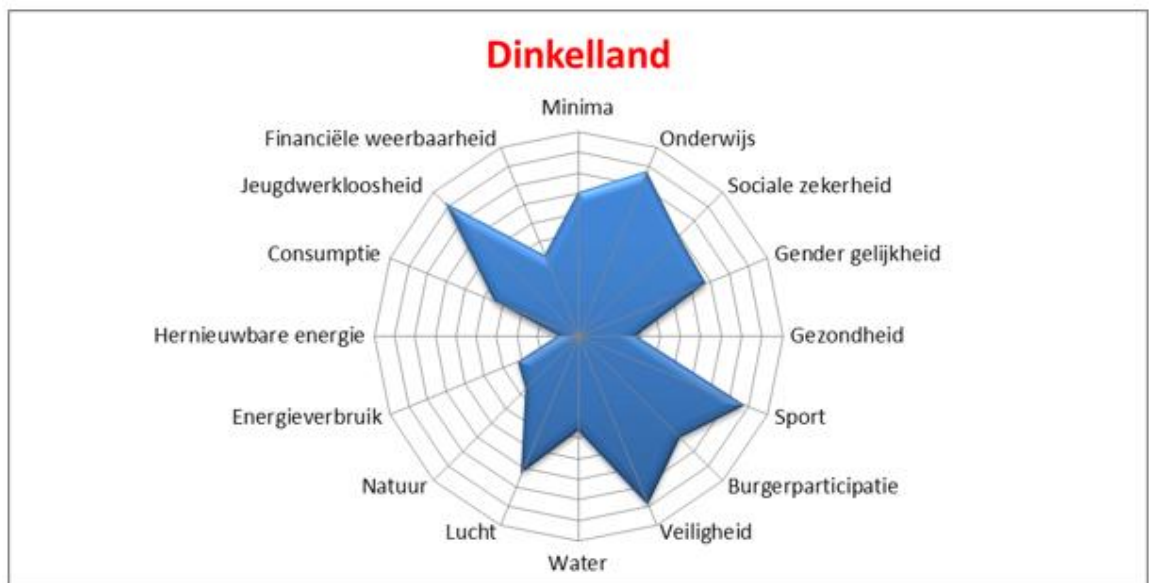 Dinkelland
Minima
Onderwijs
Sociale zekerheid
Gender gelijkheid
Gezondheid
Sport
Burgerparticipatie
Veiligheid
Water
Lucht
Natuur
Energieverbruik
Hernieuwbare energie
Consumptie
Jeugdwerkloosheid
Financiële weerbaarheid